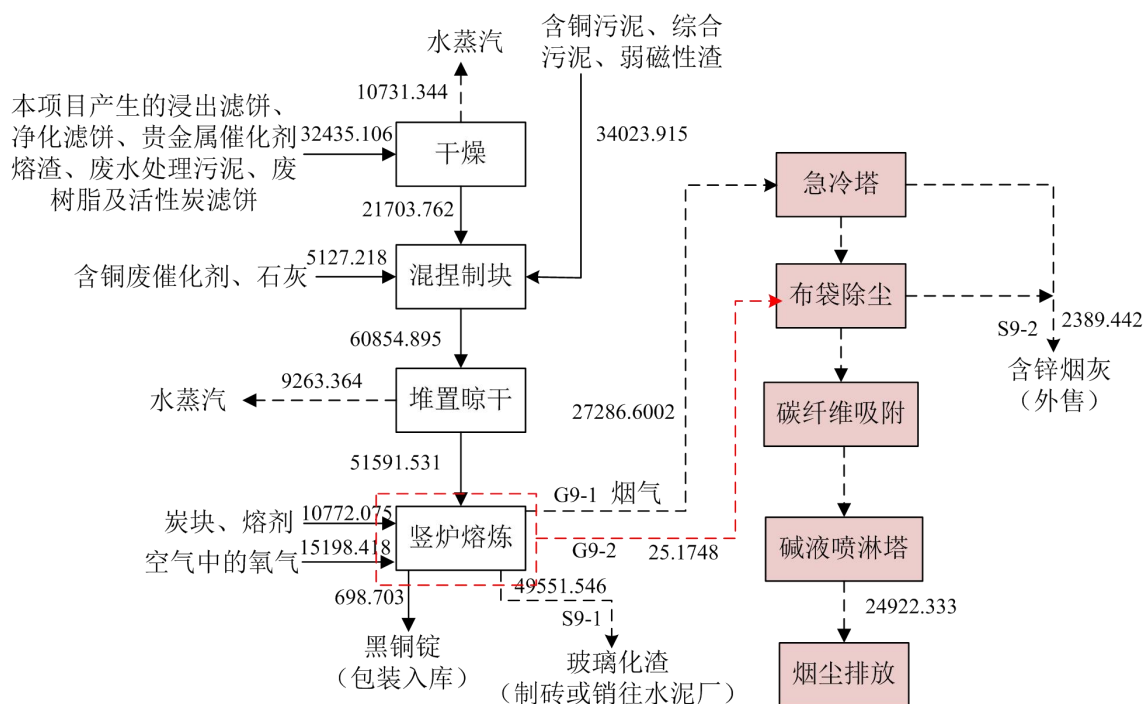 水蒸汽
含铜污泥、综合
污泥、弱磁性渣
10731.344
本项目产生的浸出滤饼、
净化滤饼、贵金属催化剂
熔渣、废水处理污泥、废
树脂及活性炭滤饼
32435.106
干燥
34023.915
急冷塔
21703.762
含铜废催化剂、石灰
5127.218
混捏制块
布袋除尘
S9-2
2389.442
含锌烟灰
（外售）
60854.895
水蒸汽
9263.364
堆置晾干
27286.6002
碳纤维吸附
51591.531
G9-1 烟气
炭块、熔剂
10772.075
空气中的氧气
15198.418
竖炉熔炼
G9-2
25.1748
碱液喷淋塔
698.703
49551.546
S9-1
24922.333
黑铜锭
（包装入库）
玻璃化渣
（制砖或销往水泥厂）
烟尘排放